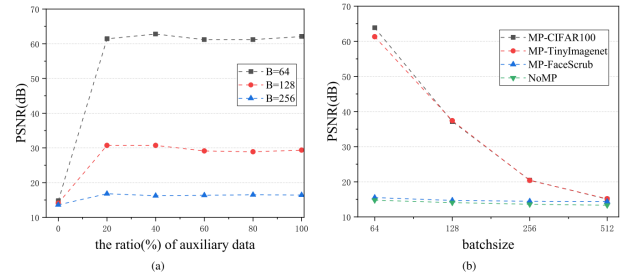 (a)
PSNR(dB)
70
60
50
40
30
20
10
0 20 40 60 80 100
the ratio(%) of auxiliary data
B=64
B=128
B=256
(a)
(b)
PSNR(dB)
70
60
50
40
30
20
10
64 128 256 512
batchsize
MP-CIFAR100
MP-TinyImagenet
MP-FaceScrub
NoMP
(b)